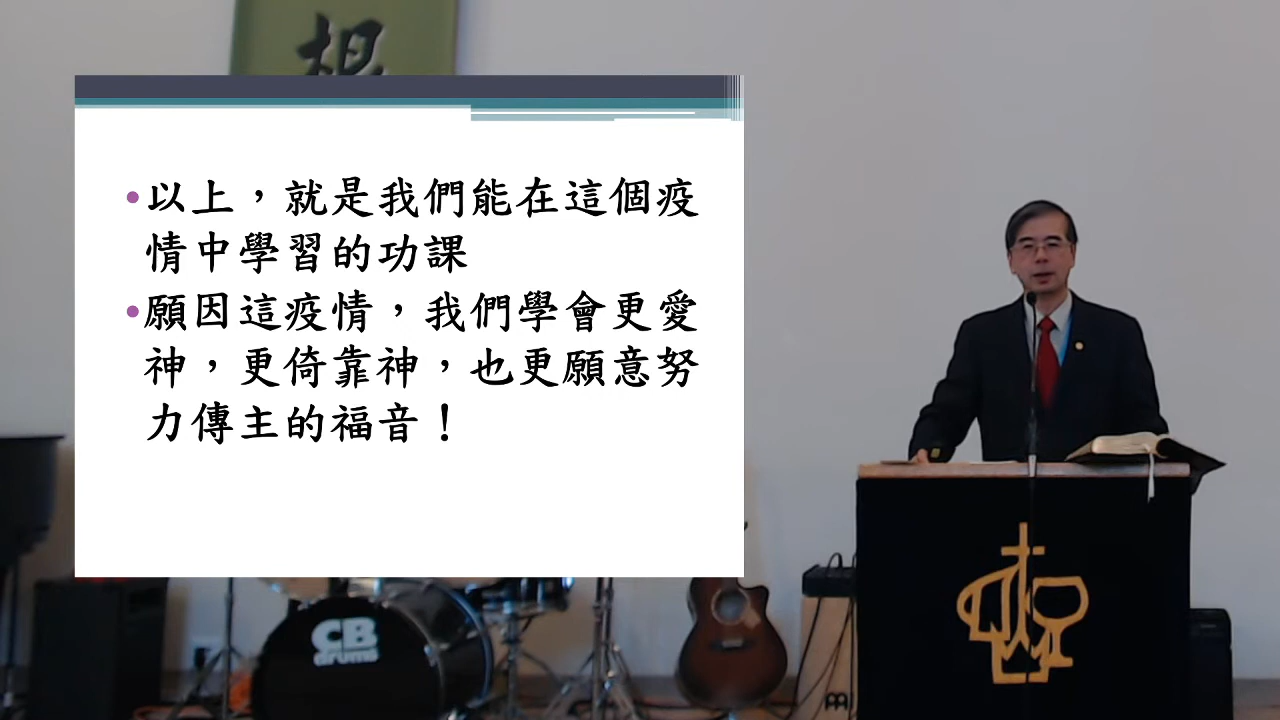 根
•以上，就是我們能在這個疫
情中學習的功課
•願因這疫情，我們學會更愛
神，更倚靠神，也更願意努
力傳主的福音！
CB
drums